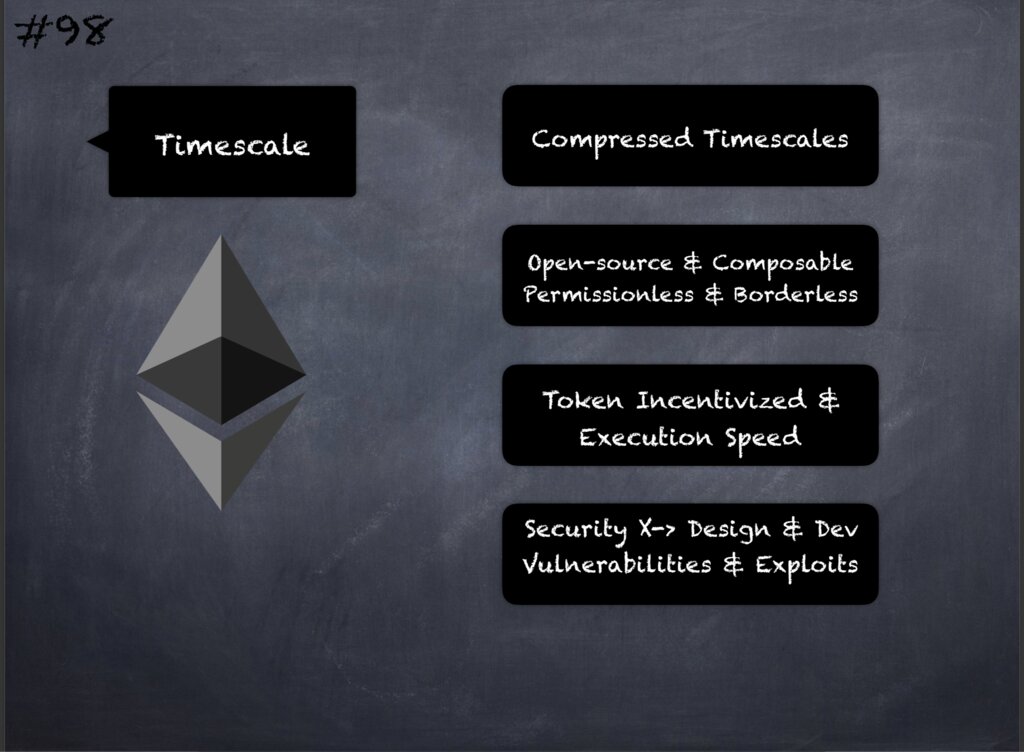 #98
Timescale
Compressed Timescales
Open-source & Composable
Permissionless & Borderless
Token Incentivized &
Execution Speed
Security X-> Design & Dev
Vulnerabilities & Exploits